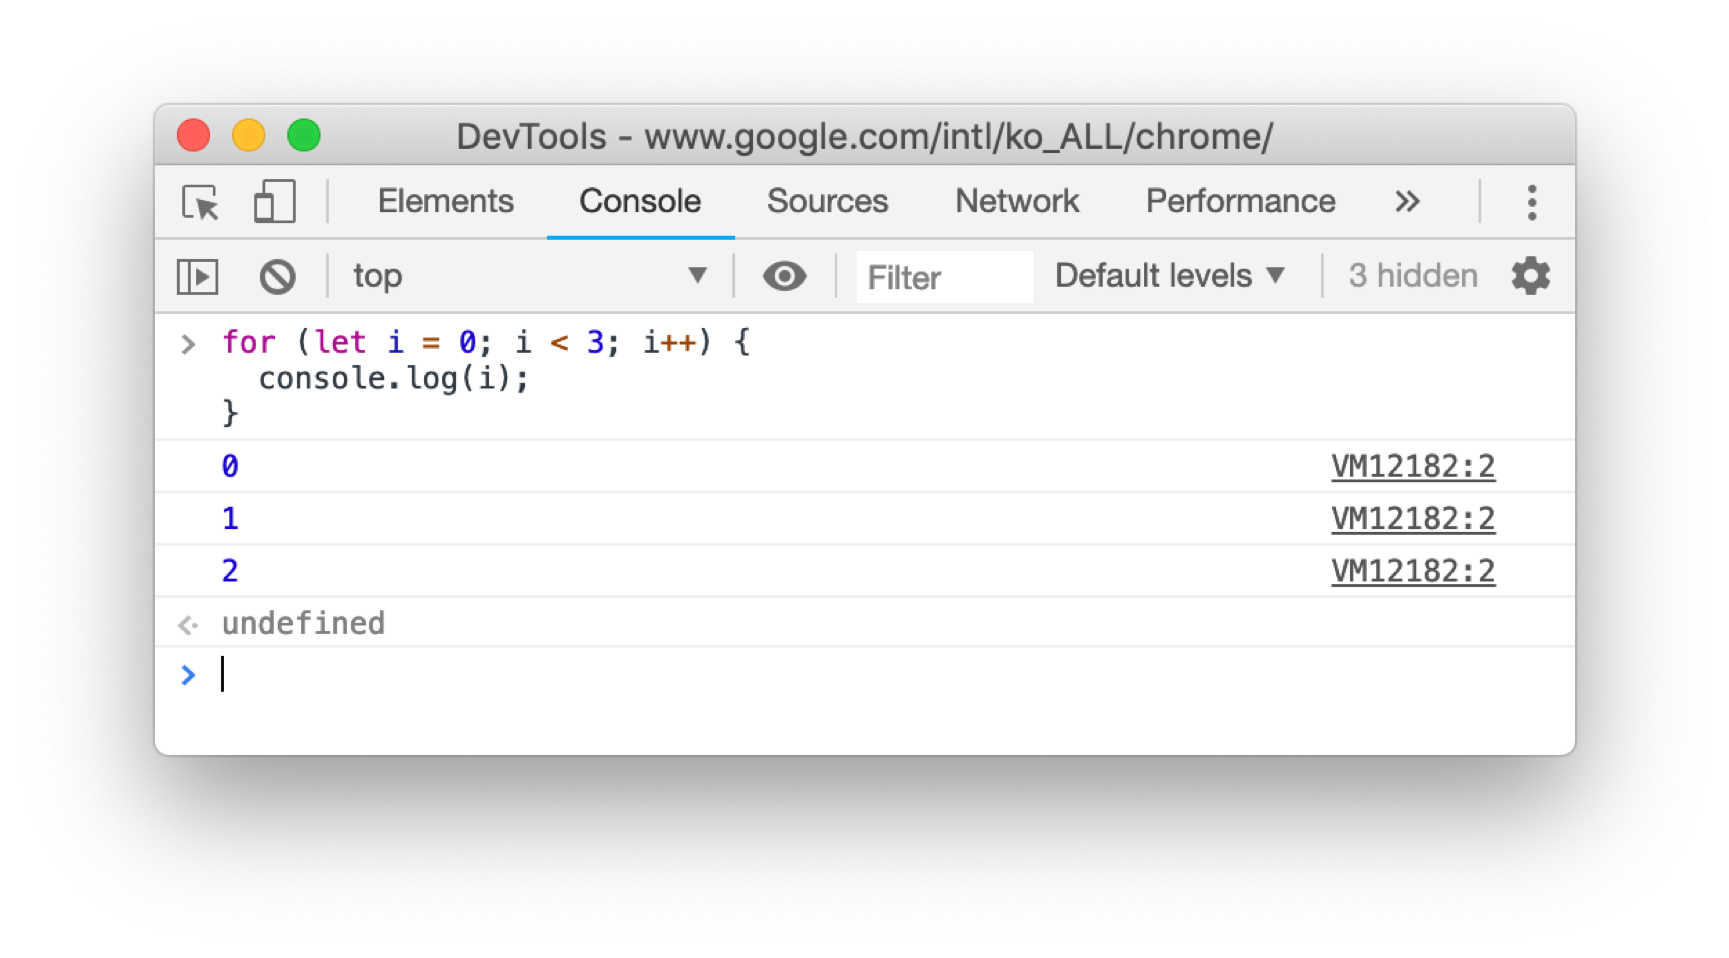 DevTools - www.google.com/intl/ko_ALL/chrome/
Elements Console Sources Network Performance »
top ▼ Filter Default levels ▼ 3 hidden
> for (let i = 0; i < 3; i++) {
  console.log(i);
}
0 VM12182:2
1 VM12182:2
2 VM12182:2
undefined
>